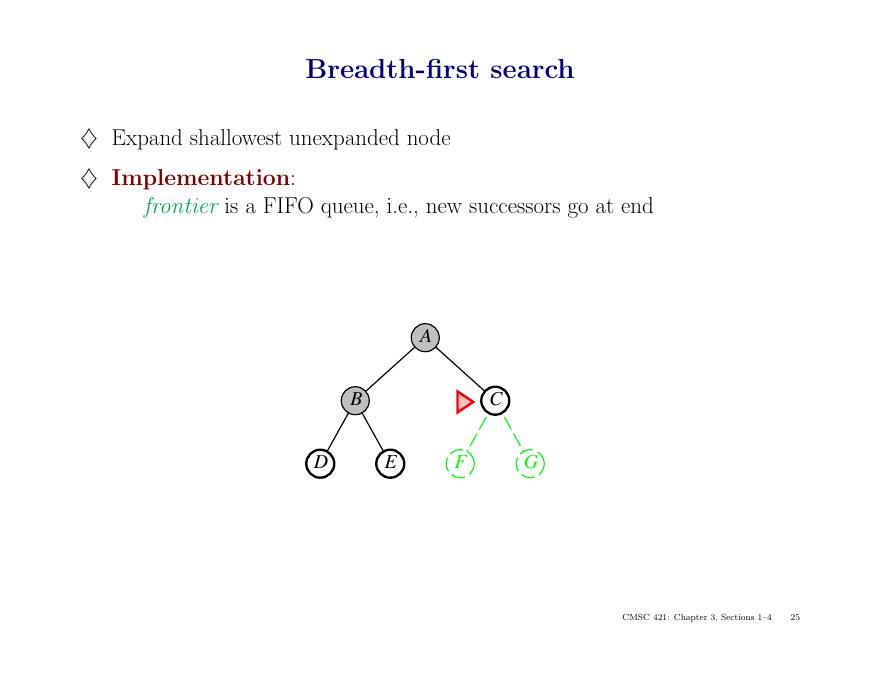 Breadth-first search
♢ Expand shallowest unexpanded node
♢ Implementation:
frontier is a FIFO queue, i.e., new successors go at end
A
B C
D E F G
CMSC 421: Chapter 3, Sections 1–4 25